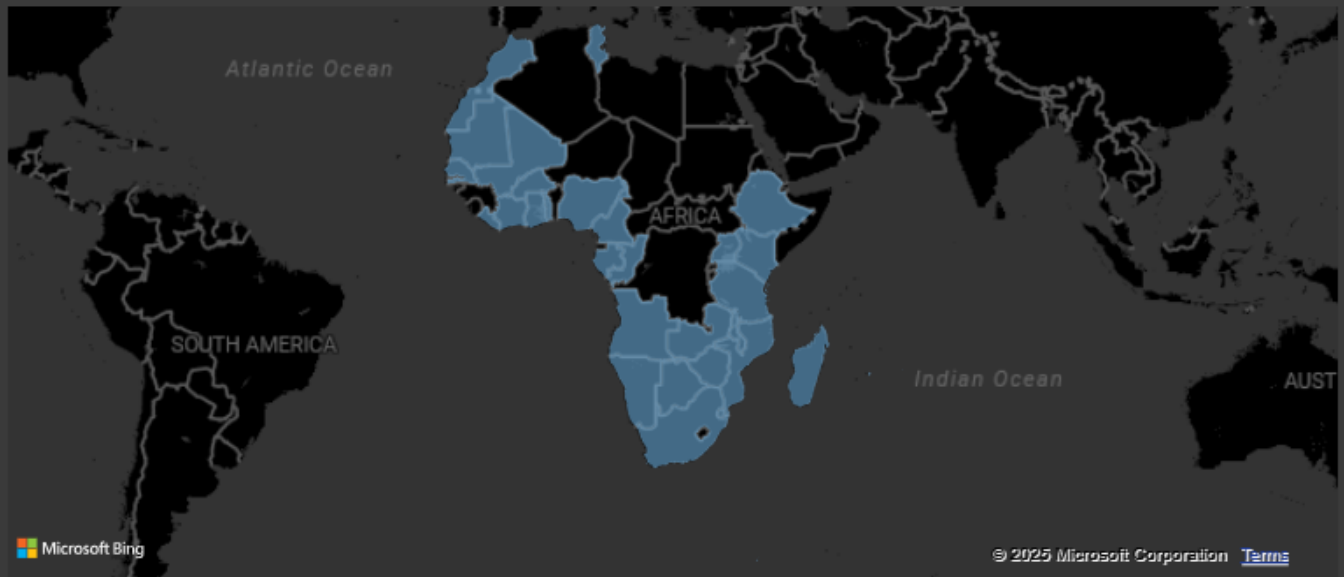 Atlantic Ocean
AFRICA
SOUTH AMERICA
Indian Ocean
AUST
Microsoft Bing
© 2025 Microsoft Corporation Terms